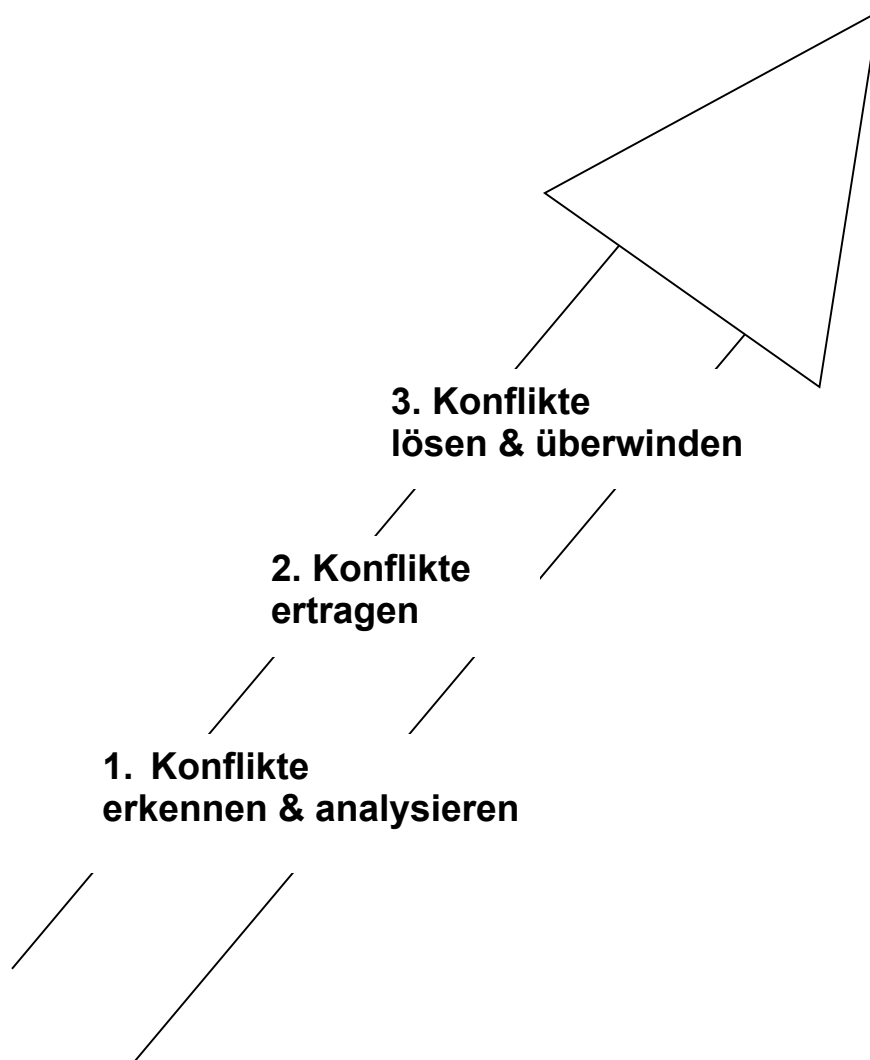 3. Konflikte
lösen & überwinden
2. Konflikte
ertragen
1. Konflikte
erkennen & analysieren